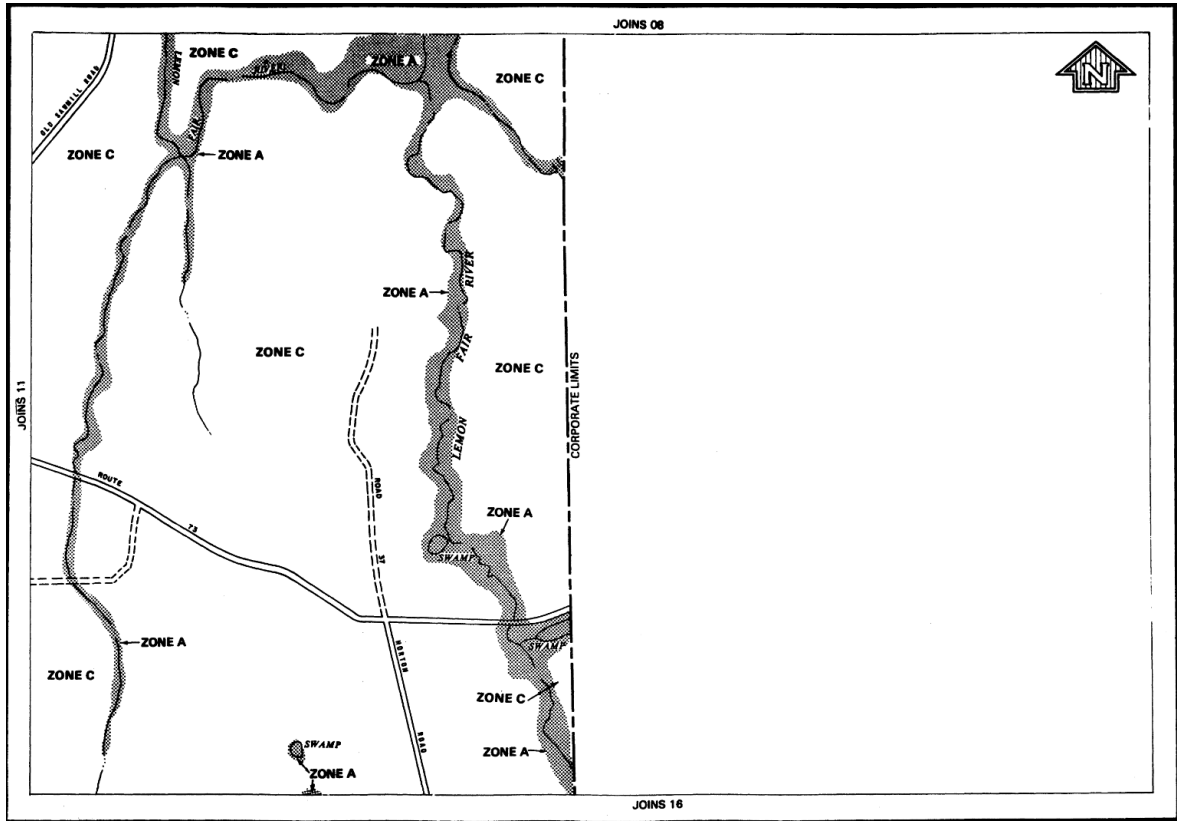 JOINS 08
N
ZONE C
ZONE A
ZONE C
LEMON
RIVER
FAIR
OLD SAWMILL ROAD
ZONE C
ZONE A
RIVER
ZONE A
FAIR
ZONE C
ZONE C
CORPORATE LIMITS
JOINS 11
LEMON
ROUTE
73
ROAD
37
ZONE A
SWAMP
ZONE A
SWAMP
HORTON
ROAD
ZONE C
ZONE C
SWAMP
ZONE A
ZONE A
JOINS 16